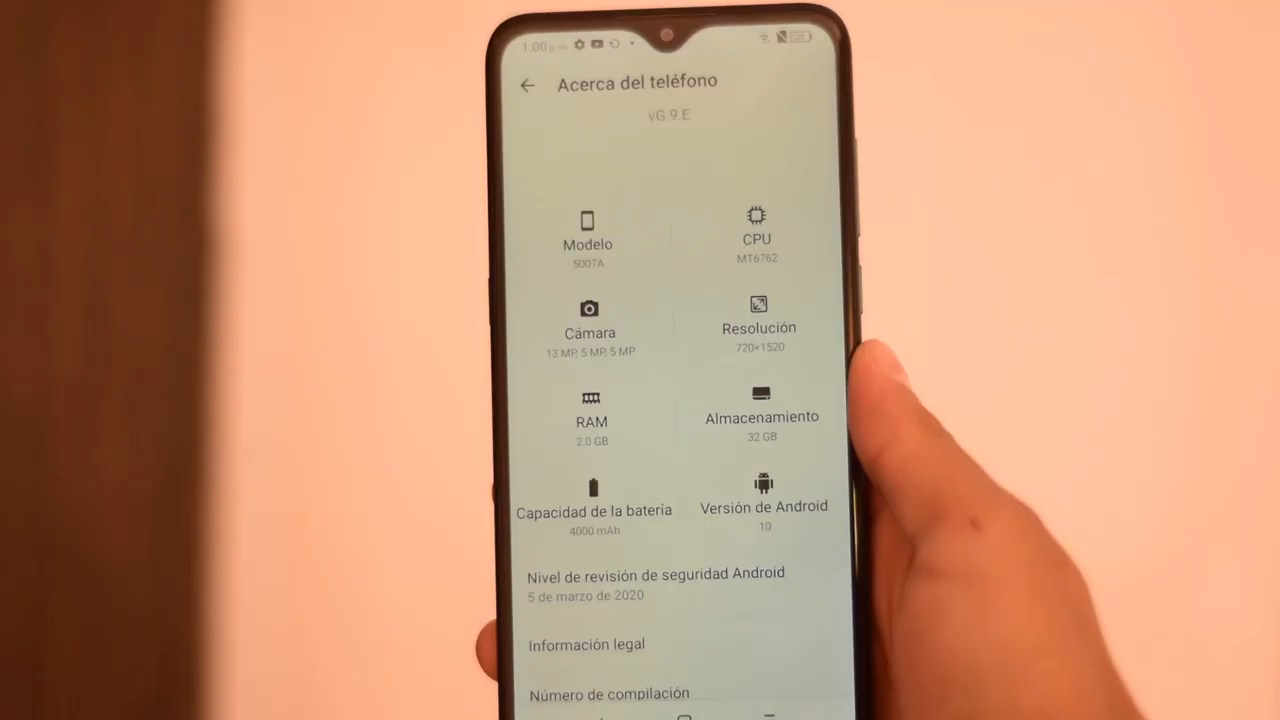 1:00
Acerca del teléfono
vG.9.E
Modelo
5007A
CPU
MT6762
Cámara
13 MP, 5 MP, 5 MP
Resolución
720×1520
RAM
2.0 GB
Almacenamiento
32 GB
Capacidad de la batería
4000 mAh
Versión de Android
10
Nivel de revisión de seguridad Android
5 de marzo de 2020
Información legal
Número de compilación